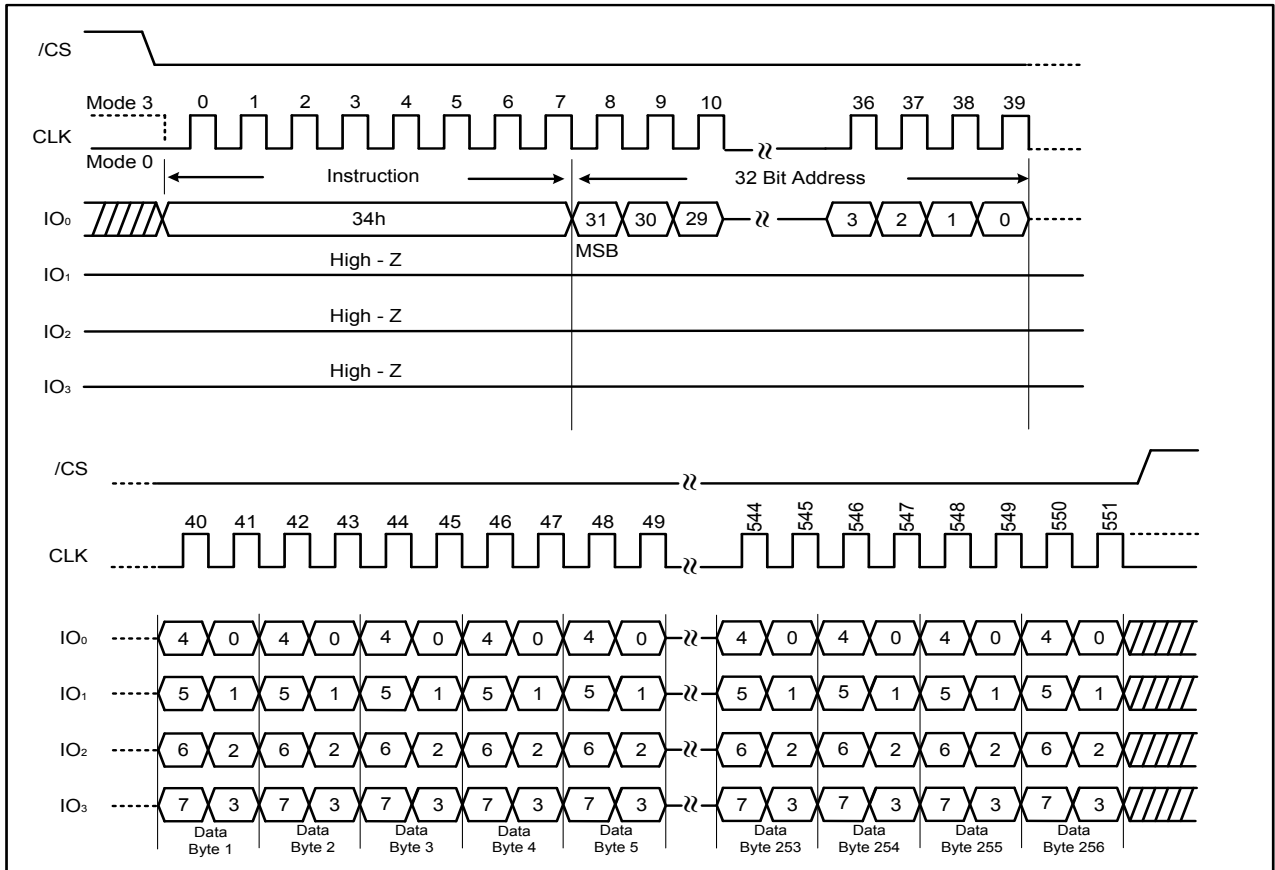 /CS
Mode 3 0 1 2 3 4 5 6 7 8 9 10 36 37 38 39
CLK
Mode 0
Instruction 32 Bit Address
IO₀ 34h 31 30 29 3 2 1 0
MSB
High - Z
IO₁
High - Z
IO₂
High - Z
IO₃
/CS
40 41 42 43 44 45 46 47 48 49 544 545 546 547 548 549 550 551
CLK
IO₀ 4 0 4 0 4 0 4 0 4 0 4 0 4 0 4 0 4 0
IO₁ 5 1 5 1 5 1 5 1 5 1 5 1 5 1 5 1 5 1
IO₂ 6 2 6 2 6 2 6 2 6 2 6 2 6 2 6 2 6 2
IO₃ 7 3 7 3 7 3 7 3 7 3 7 3 7 3 7 3 7 3
Data Data Data Data Data Data Data Data Data
Byte 1 Byte 2 Byte 3 Byte 4 Byte 5 Byte 253 Byte 254 Byte 255 Byte 256